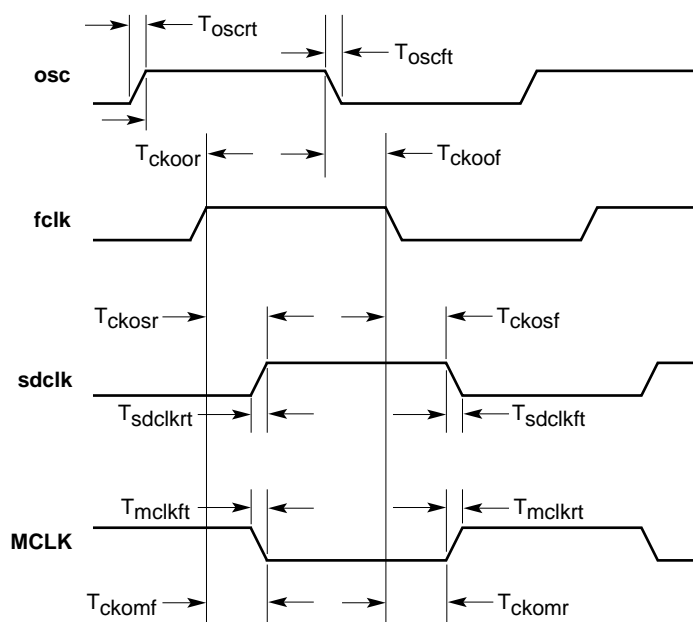 Toscrt
Toscft
osc
Tckoor
Tckoof
fclk
Tckosr
Tckosf
sdclk
Tsdclkrt
Tsdclkft
Tmclkft
Tmclkrt
MCLK
Tckomf
Tckomr